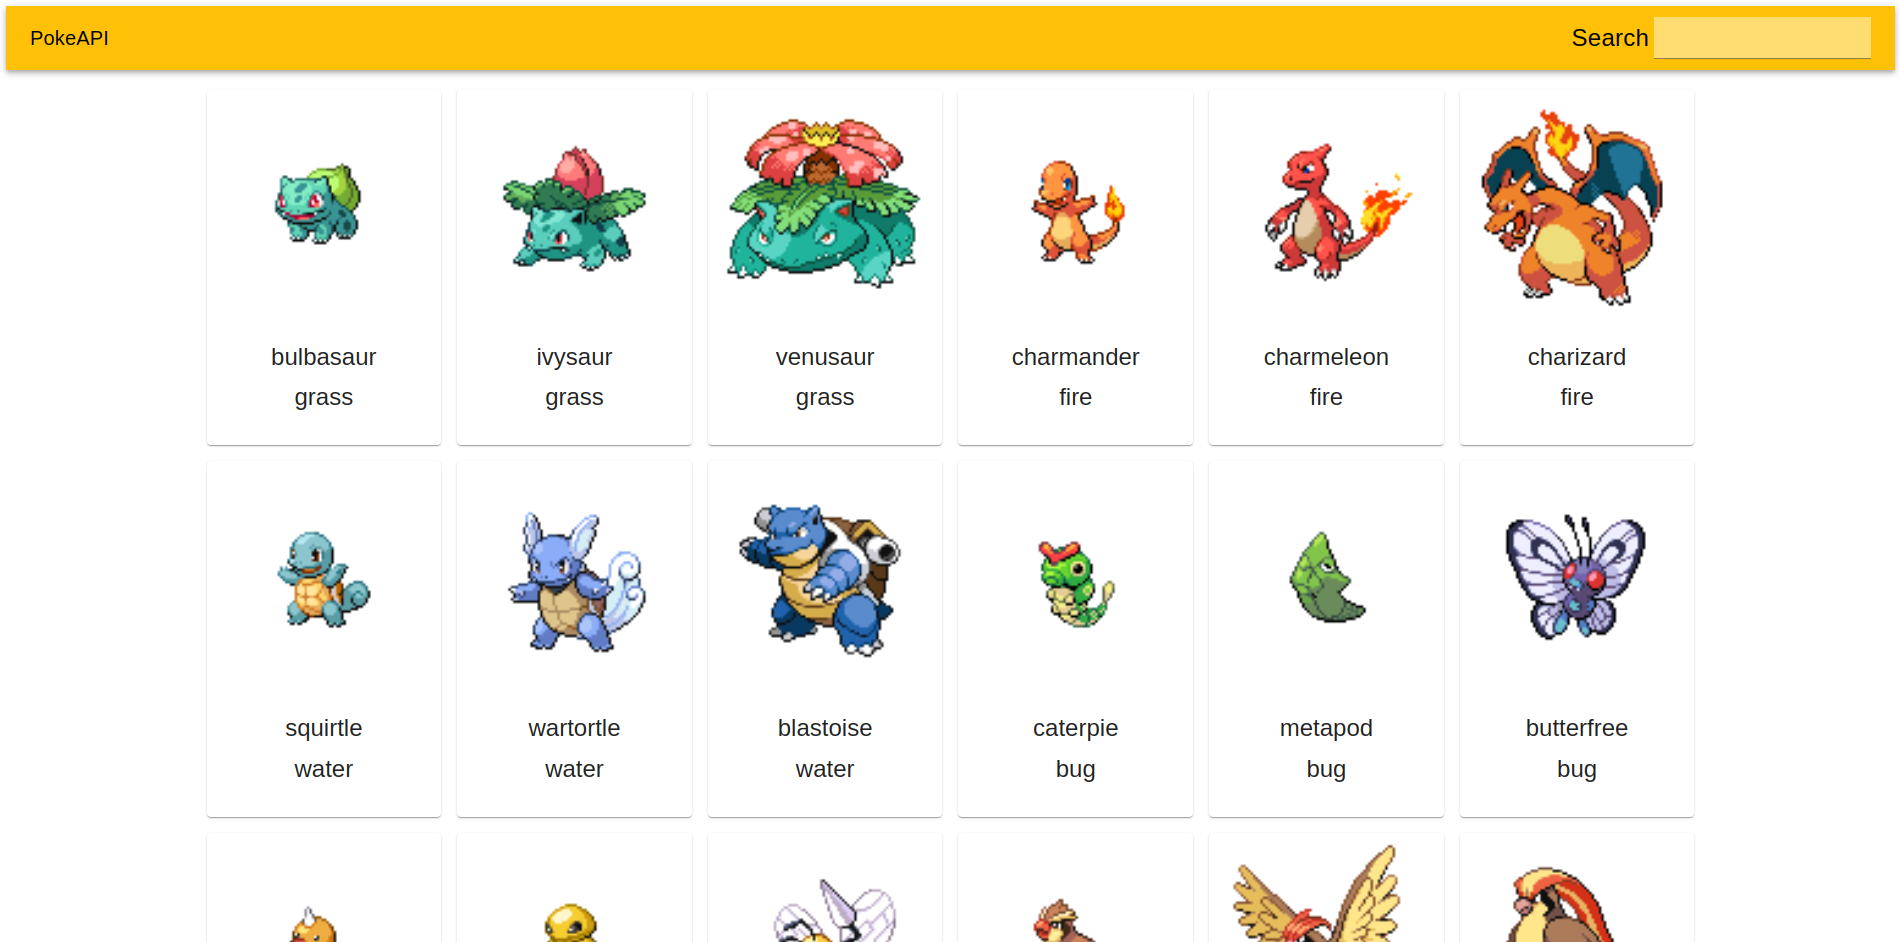 PokeAPI
Search
bulbasaur
grass
ivysaur
grass
venusaur
grass
charmander
fire
charmeleon
fire
charizard
fire
squirtle
water
wartortle
water
blastoise
water
caterpie
bug
metapod
bug
butterfree
bug